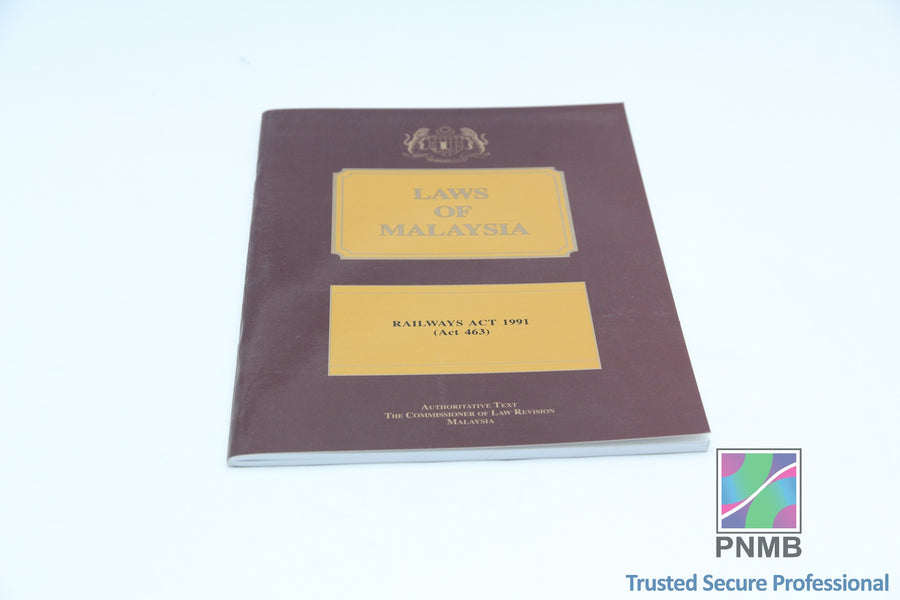 LAWS
OF
MALAYSIA
RAILWAYS ACT 1991
(Act 463)
AUTHORITATIVE TEXT
THE COMMISSIONER OF LAW REVISION
MALAYSIA
PNMB
Trusted Secure Professional